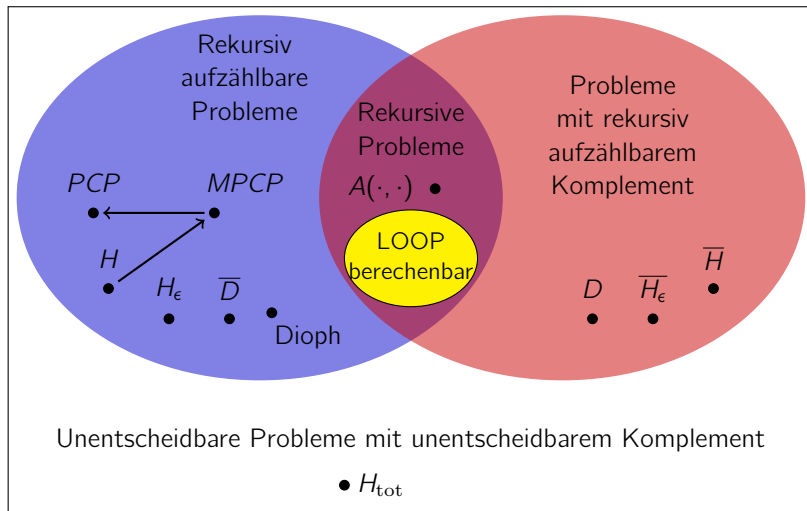 Rekursiv
aufzählbare
Probleme
Rekursive
Probleme
Probleme
mit rekursiv
aufzählbarem
Komplement
PCP
MPCP
A(·, ·)
LOOP
berechenbar
H
H_ϵ
D̅
Dioph
D
H̅_ϵ̅
H̅
Unentscheidbare Probleme mit unentscheidbarem Komplement
H_tot